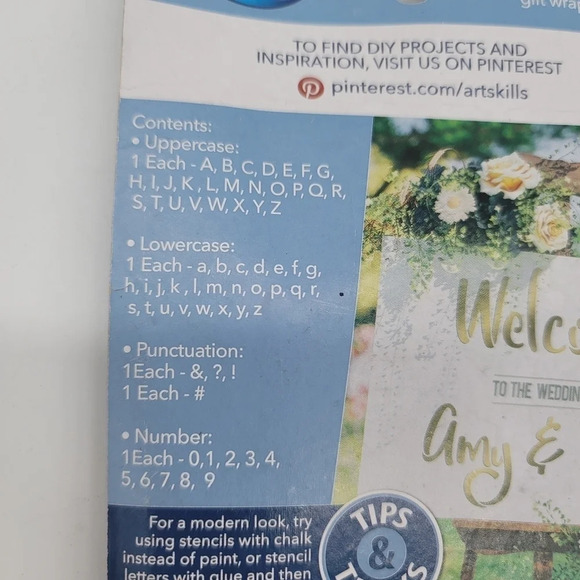 gift wrap
TO FIND DIY PROJECTS AND
INSPIRATION, VISIT US ON PINTEREST
pinterest.com/artskills
Contents:
• Uppercase:
1 Each - A, B, C, D, E, F, G,
H, I, J, K , L, M, N, O, P, Q, R,
S, T, U, V, W, X, Y, Z
• Lowercase:
1 Each - a, b, c, d, e, f, g,
h, i, j, k , l, m, n, o, p, q, r,
s, t, u, v, w, x, y, z
• Punctuation:
1Each - &, ?, !
1 Each - #
• Number:
1Each - 0,1, 2, 3, 4,
5, 6, 7, 8, 9
Welco
TO THE WEDDIN
Amy &
For a modern look, try
using stencils with chalk
instead of paint, or stencil
letters with glue and then
TIPS
&